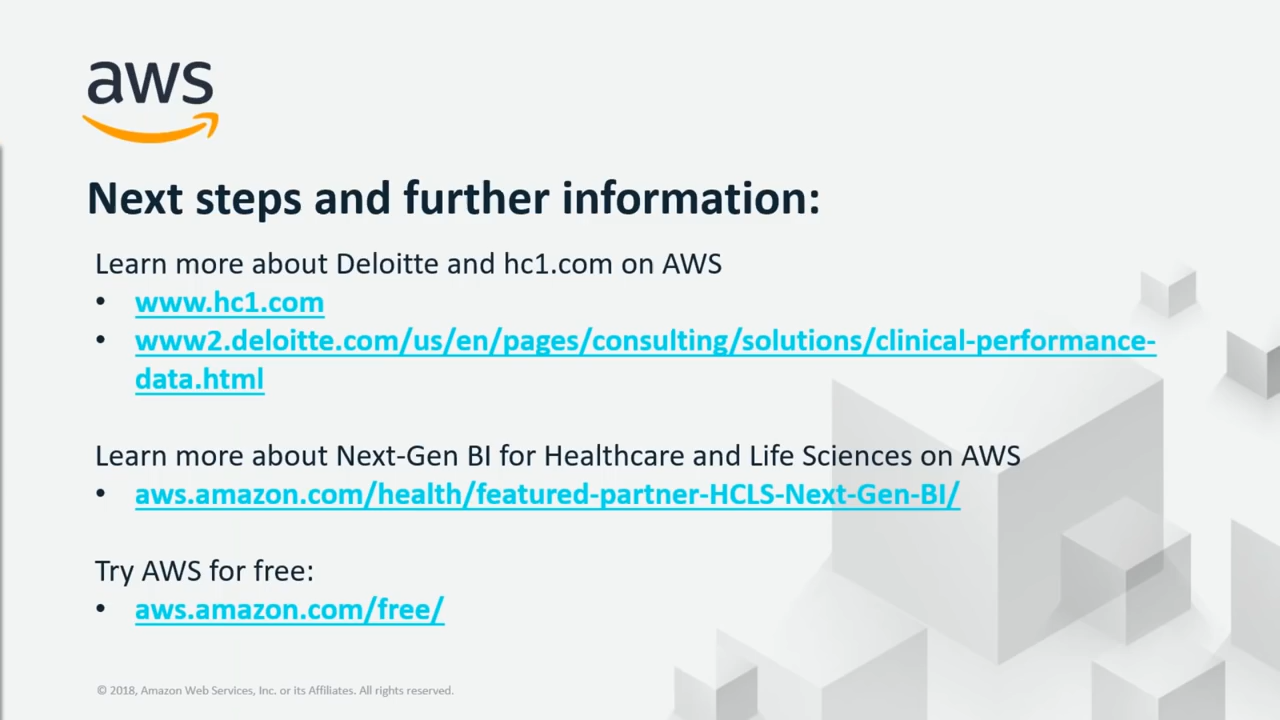 aws
Next steps and further information:
Learn more about Deloitte and hc1.com on AWS
• www.hc1.com
• www2.deloitte.com/us/en/pages/consulting/solutions/clinical-performance-
data.html
Learn more about Next-Gen BI for Healthcare and Life Sciences on AWS
• aws.amazon.com/health/featured-partner-HCLS-Next-Gen-BI/
Try AWS for free:
• aws.amazon.com/free/
© 2018, Amazon Web Services, Inc. or its Affiliates. All rights reserved.